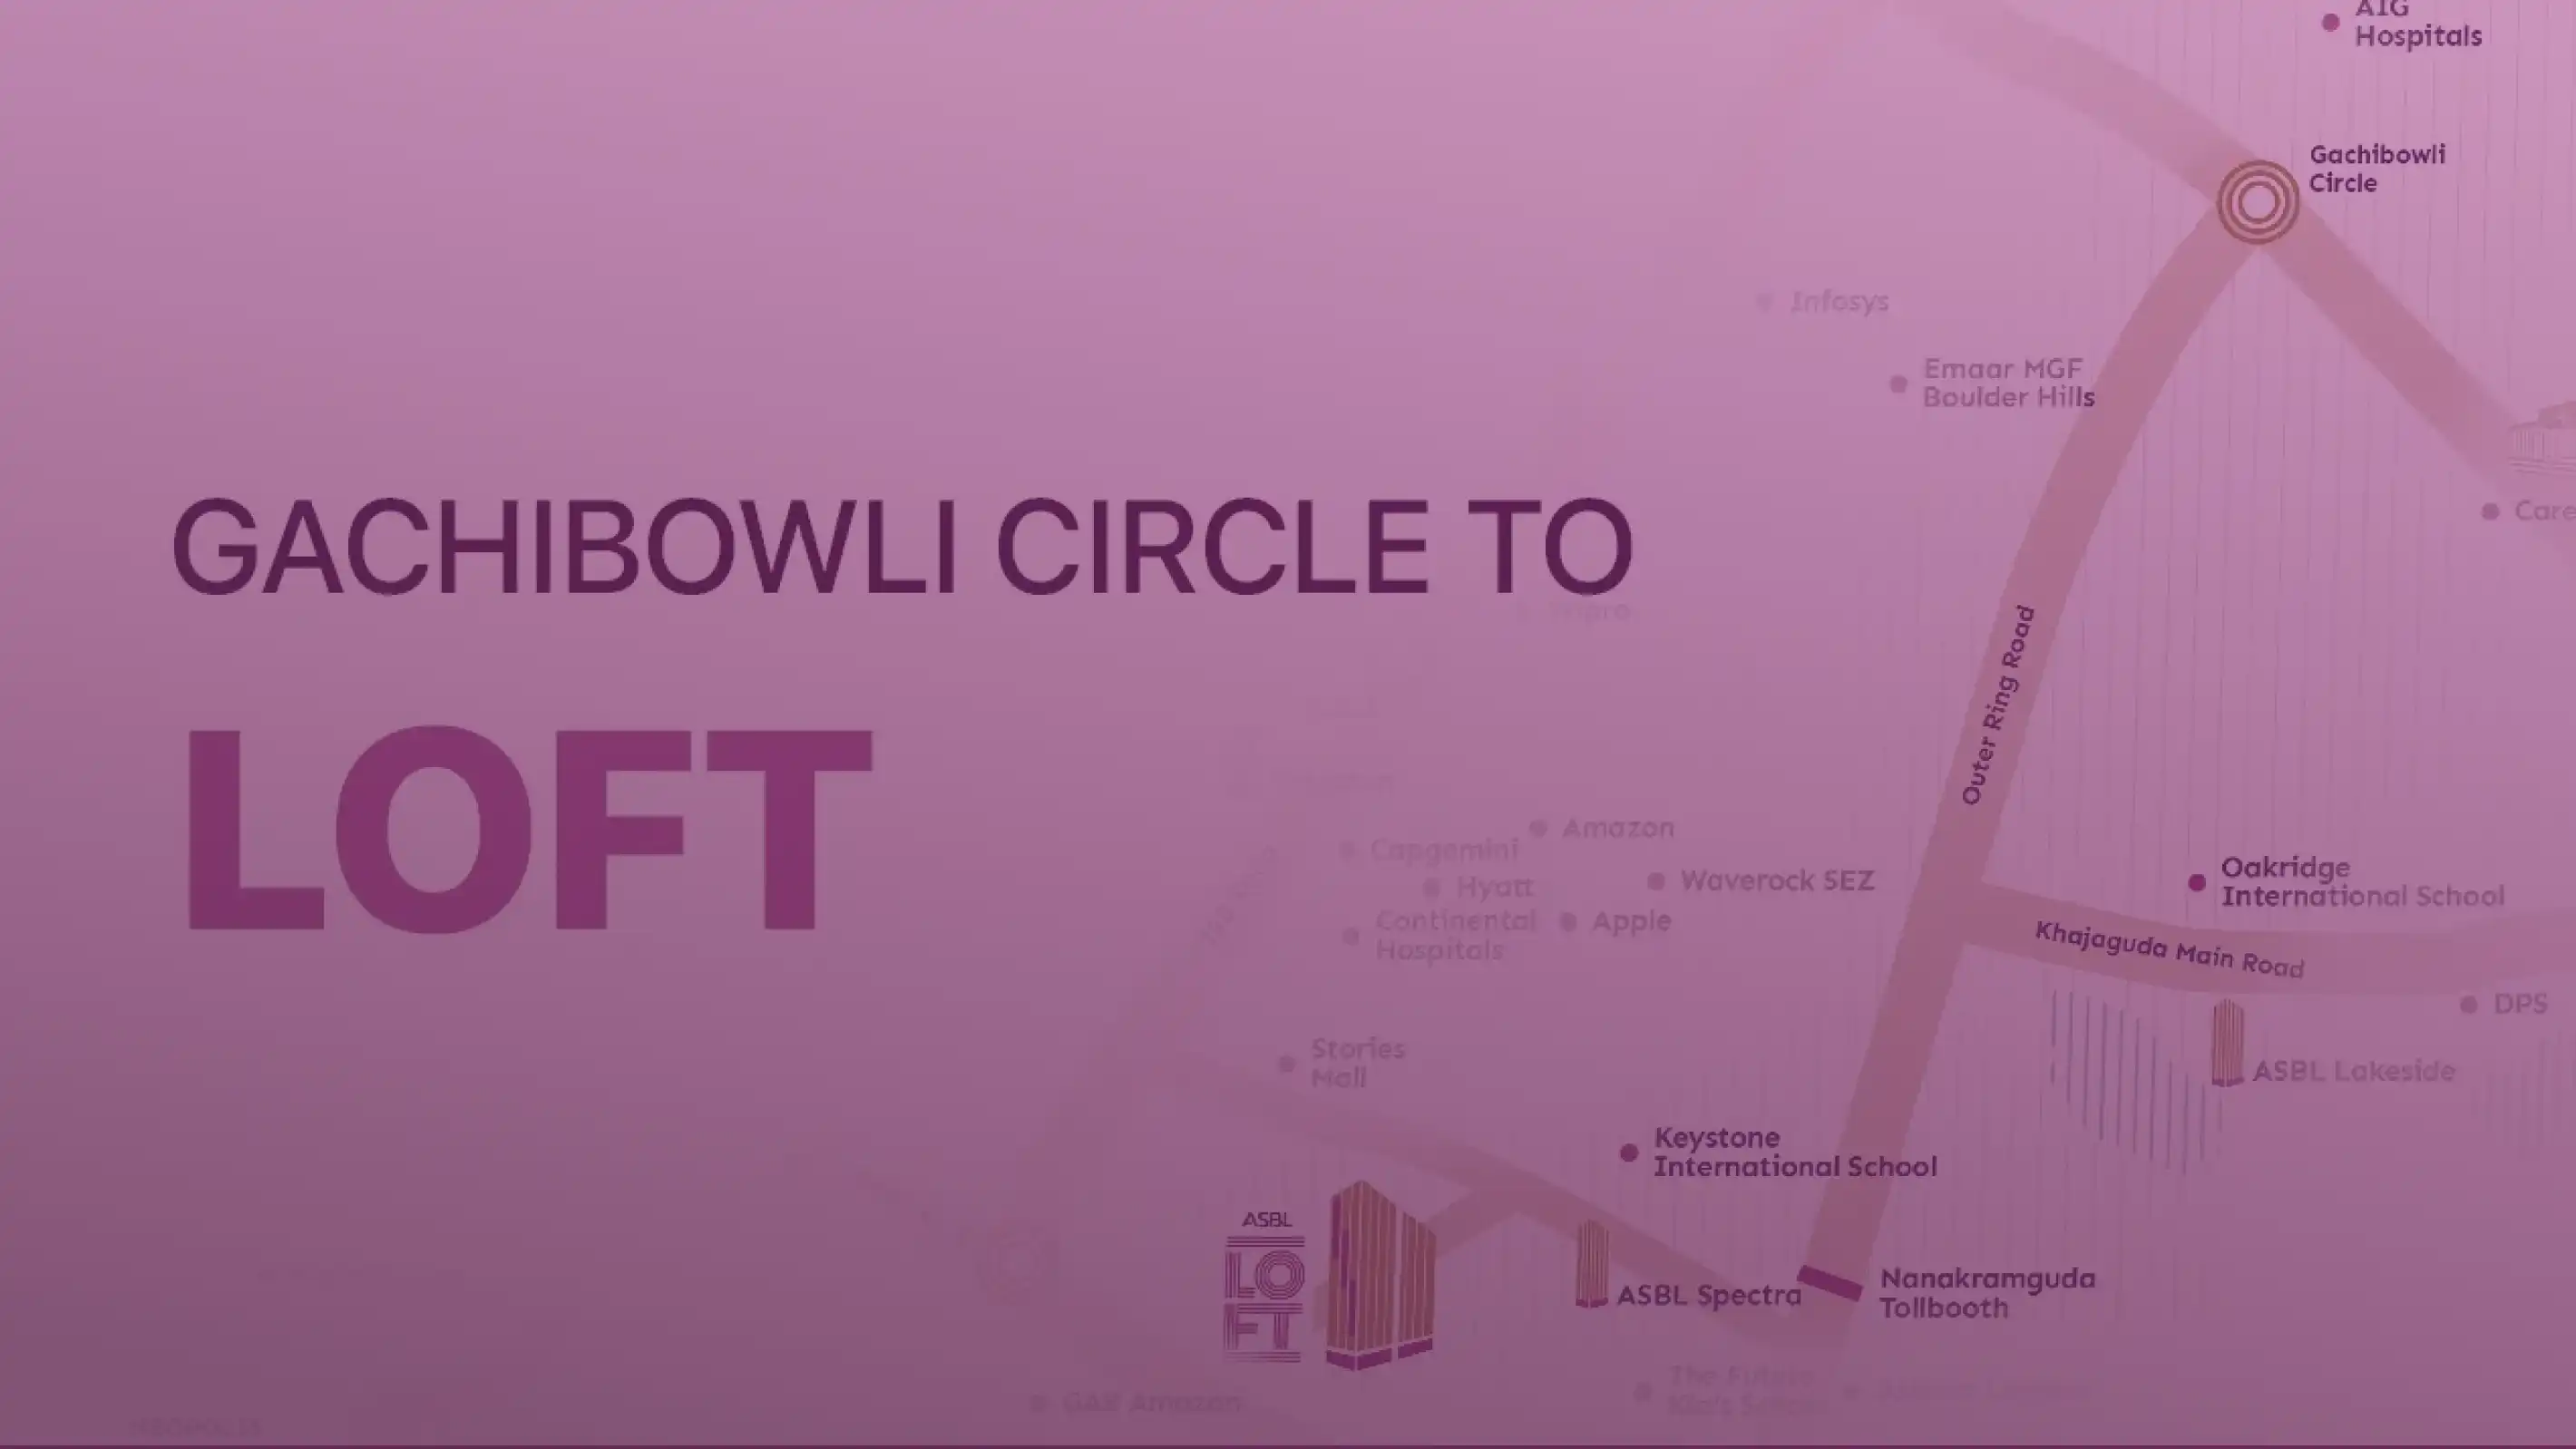 AIG
Hospitals
Gachibowli
Circle
Infosys
Emaar MGF
Boulder Hills
Care
GACHIBOWLI CIRCLE TO
LOFT
Outer Ring Road
Amazon
Capgemini
Hyatt
Waverock SEZ
Continental
Hospitals
Apple
Oakridge
International School
Khajaguda Main Road
DPS
ASBL Lakeside
Stories
Mall
Keystone
International School
ASBL
LO
FT
ASBL Spectra
Nanakramguda
Tollbooth
The Future
GAR Amazon